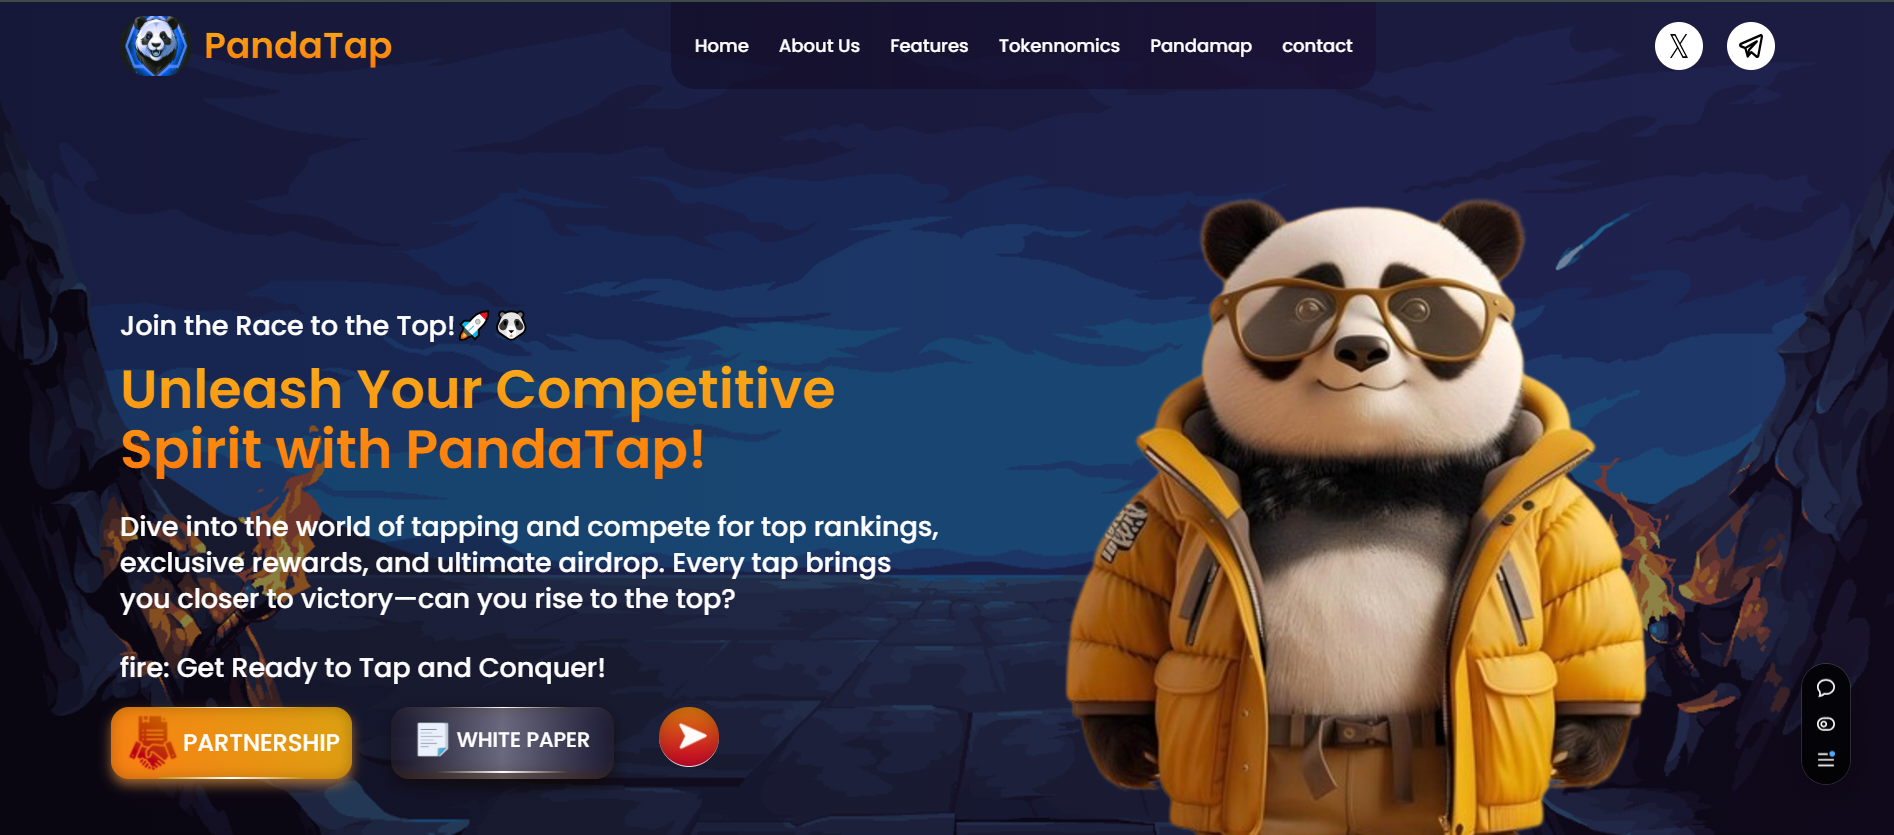 PandaTap
Home About Us Features Tokennomics Pandamap contact
Join the Race to the Top!🚀🐼
Unleash Your Competitive
Spirit with PandaTap!
Dive into the world of tapping and compete for top rankings,
exclusive rewards, and ultimate airdrop. Every tap brings
you closer to victory—can you rise to the top?
fire: Get Ready to Tap and Conquer!
PARTNERSHIP
WHITE PAPER